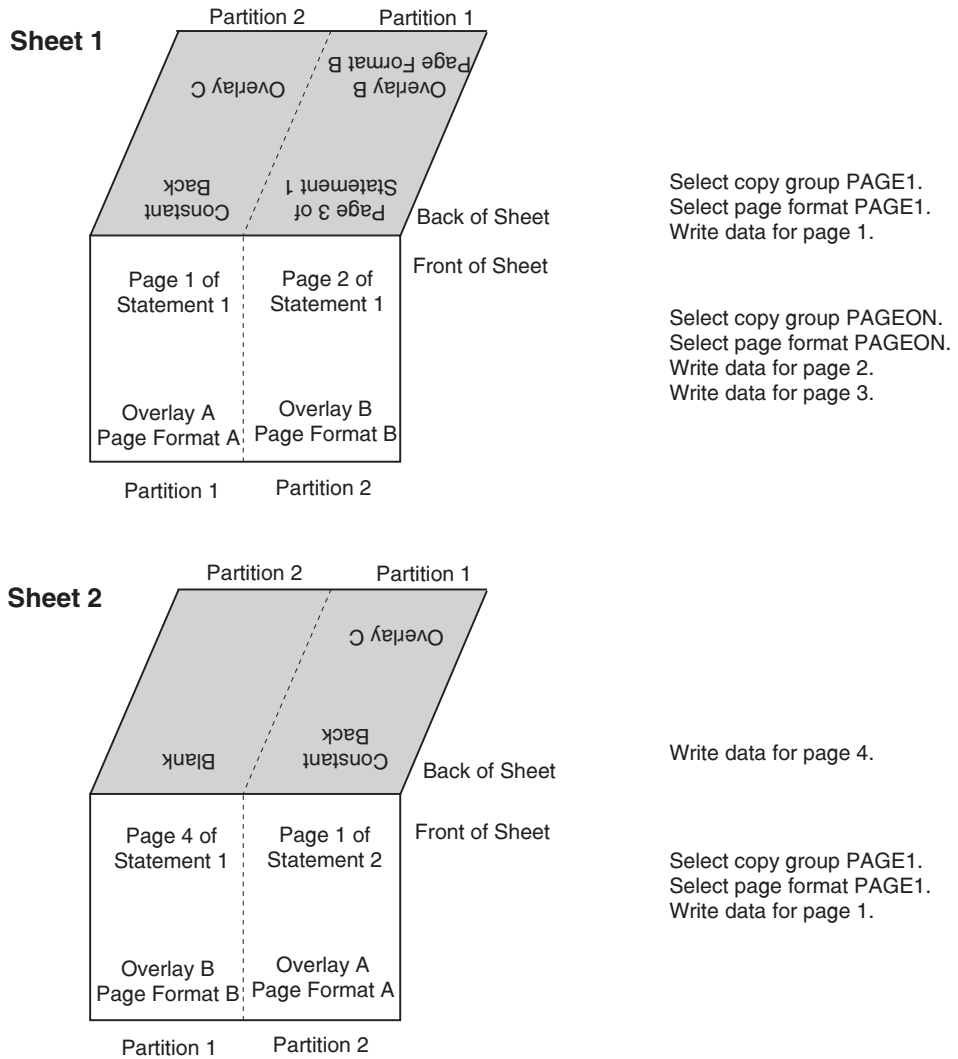 Partition 2
Partition 1
Sheet 1
Page Format B
Overlay B
Overlay C
Constant
Back
Page 3 of
Statement 1
Back of Sheet
Front of Sheet
Page 1 of
Statement 1
Page 2 of
Statement 1
Overlay A
Page Format A
Overlay B
Page Format B
Partition 1
Partition 2
Select copy group PAGE1.
Select page format PAGE1.
Write data for page 1.
Select copy group PAGEON.
Select page format PAGEON.
Write data for page 2.
Write data for page 3.
Partition 2
Partition 1
Sheet 2
Overlay C
Blank
Constant
Back
Back of Sheet
Front of Sheet
Page 4 of
Statement 1
Page 1 of
Statement 2
Overlay B
Page Format B
Overlay A
Page Format A
Partition 1
Partition 2
Write data for page 4.
Select copy group PAGE1.
Select page format PAGE1.
Write data for page 1.